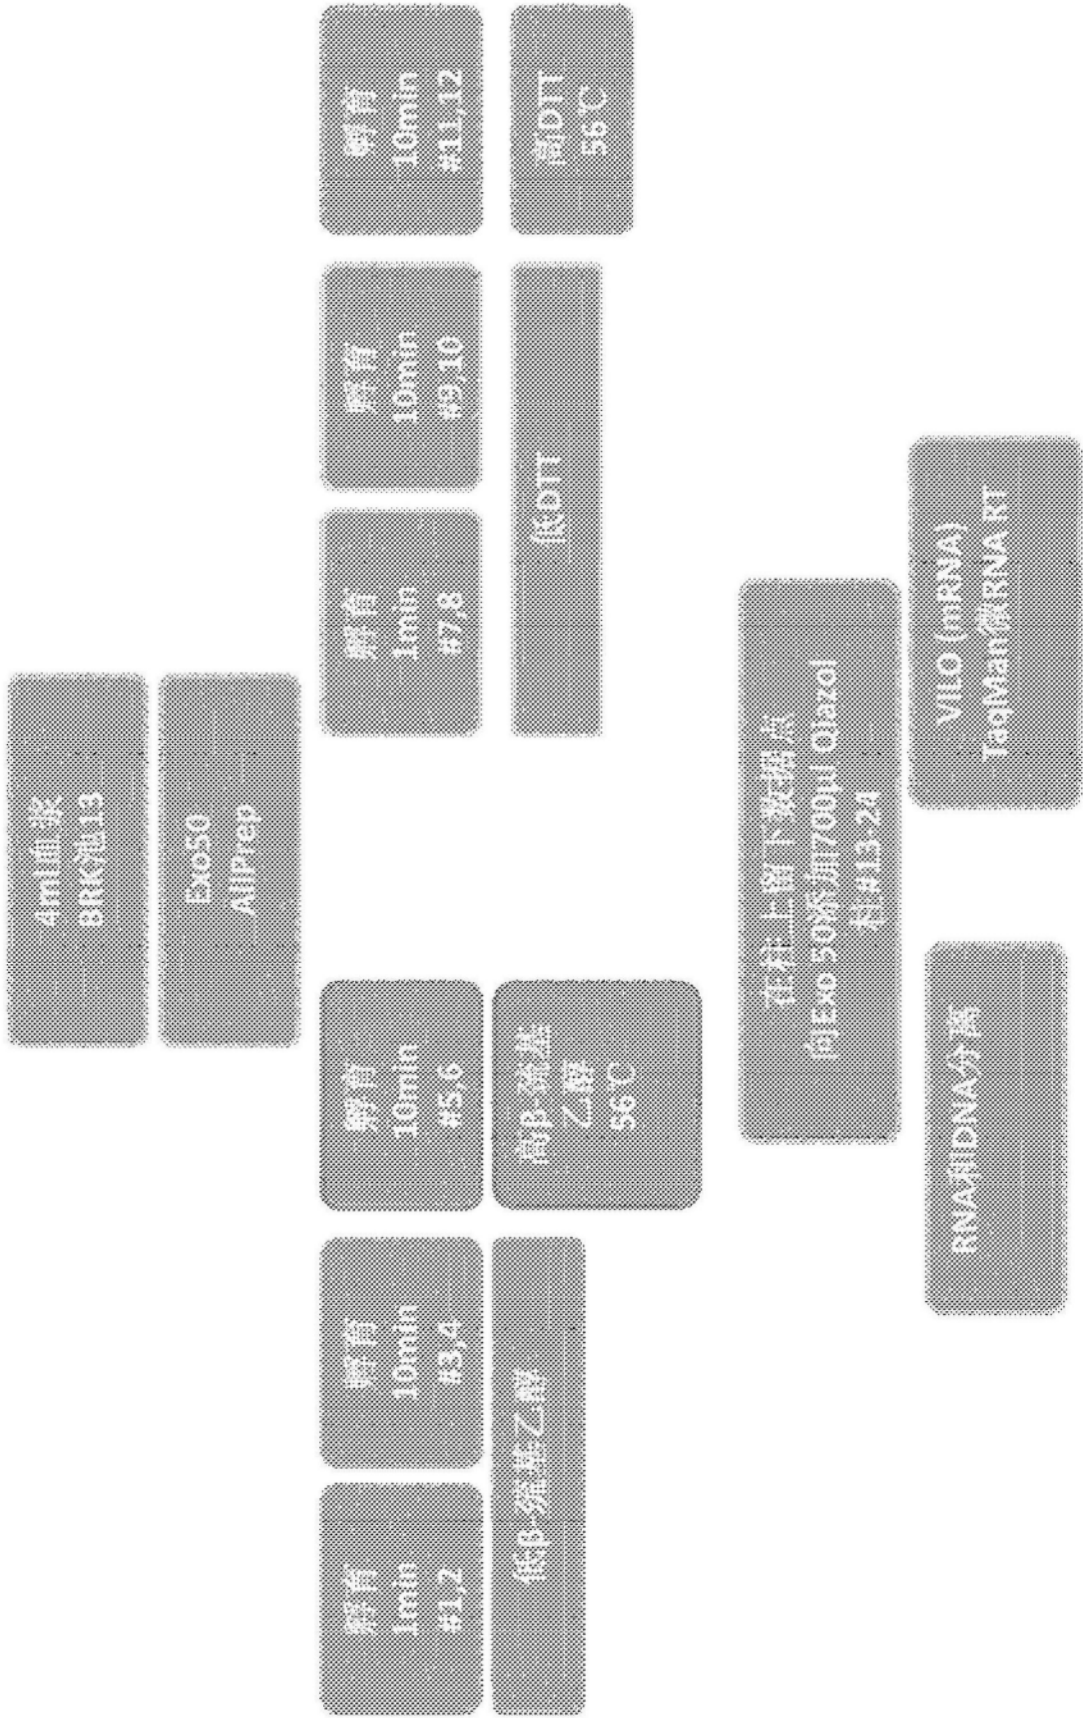 4ml血浆
BRK池13
Exo50
AllPrep
孵育
1min
#1,2
孵育
10min
#3,4
孵育
10min
#5,6
孵育
1min
#7,8
孵育
10min
#9,10
孵育
10min
#11,12
低β-巯基乙醇
高β-巯基
乙醇
56℃
低DTT
高DTT
56℃
在柱上留下数据点
向Exo 50添加700μl Qiazol
柱#13-24
RNA和DNA分离
VILO (mRNA)
TaqMan微RNA RT